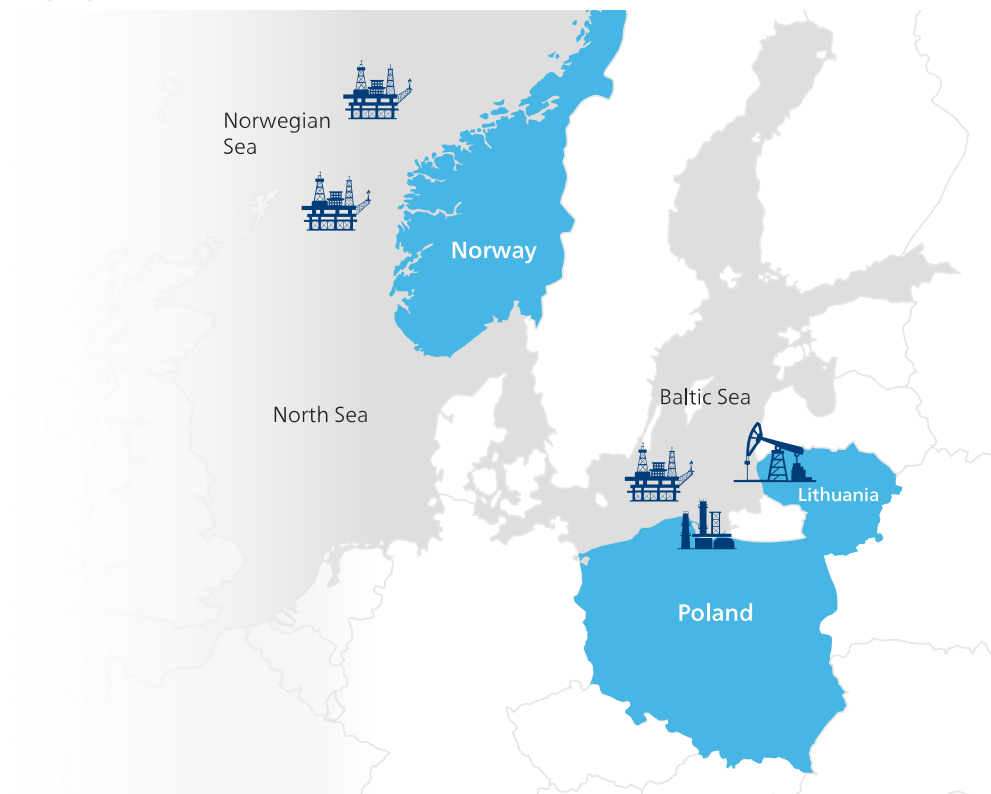 Norwegian
Sea
Norway
Baltic Sea
North Sea
Lithuania
Poland